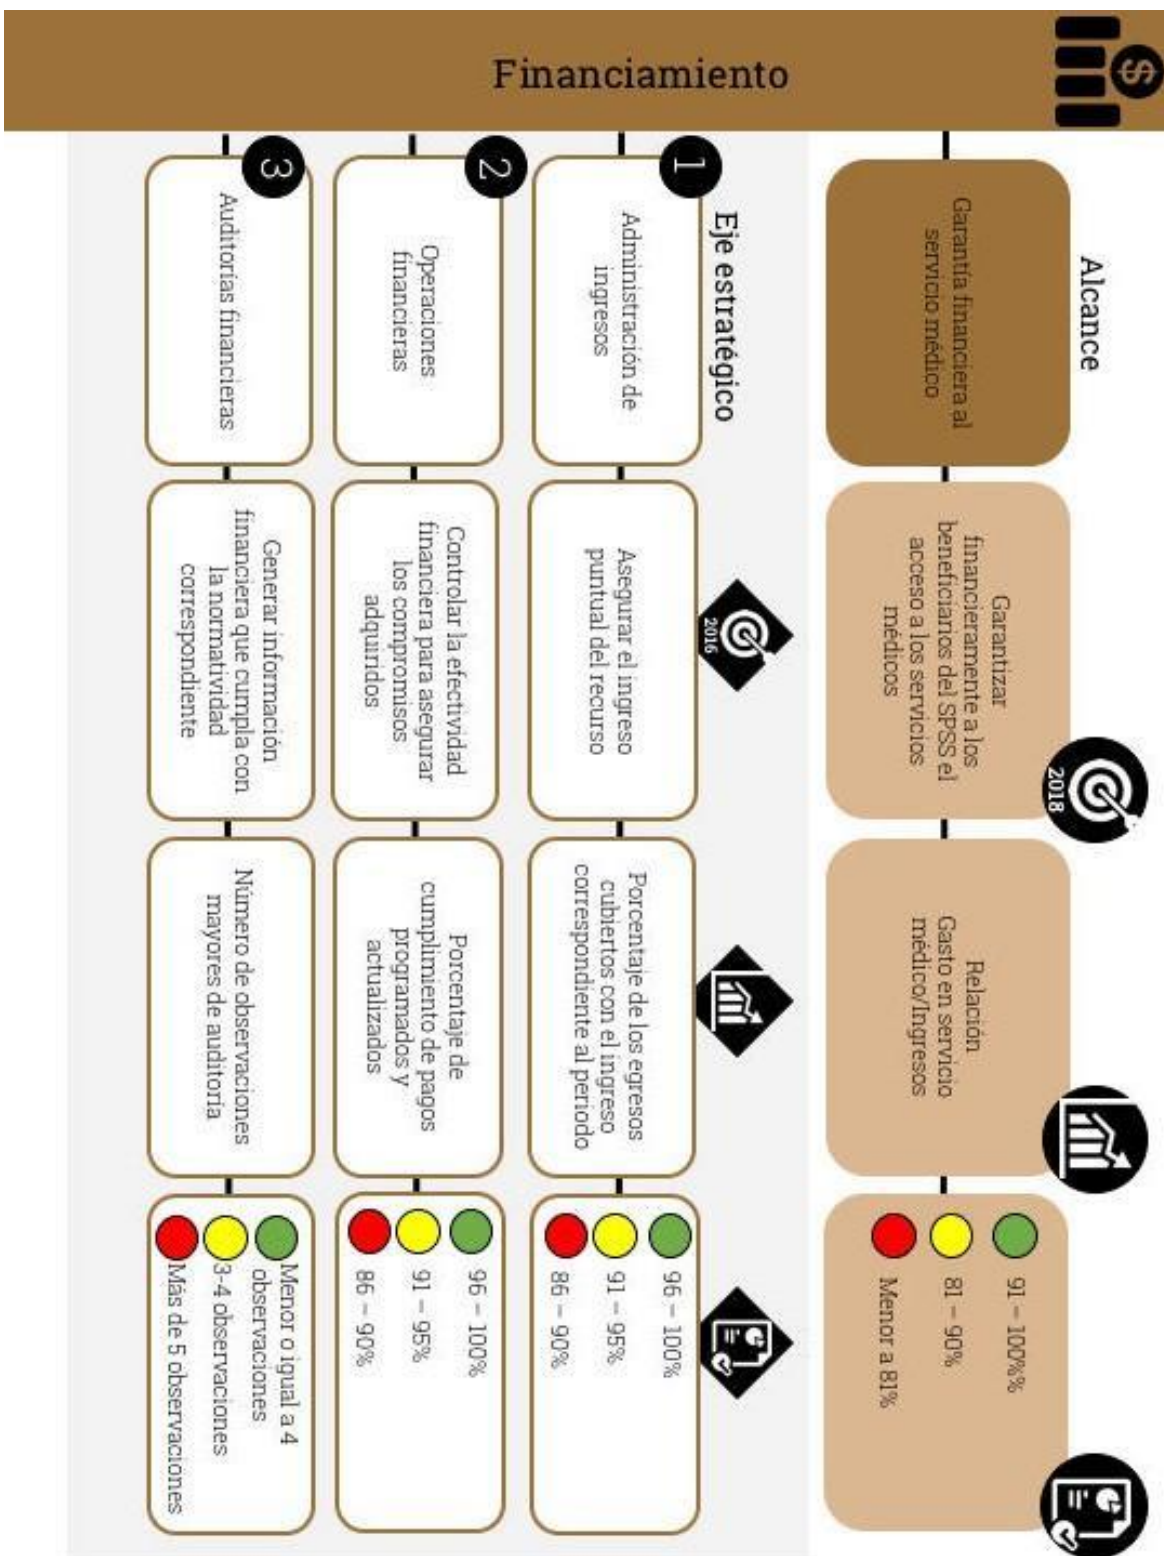 $
Financiamiento
Alcance
Garantía financiera al
servicio médico
2018
Garantizar
financieramente a los
beneficiarios del SPSS el
acceso a los servicios
médicos
Relación
Gasto en servicio
médico/Ingresos
91 – 100%%
81 – 90%
Menor a 81%
Eje estratégico
2016
1
Administración de
ingresos
Asegurar el ingreso
puntual del recurso
Porcentaje de los egresos
cubiertos con el ingreso
correspondiente al periodo
96 – 100%
91 – 95%
86 – 90%
2
Operaciones
financieras
Controlar la efectividad
financiera para asegurar
los compromisos
adquiridos
Porcentaje de
cumplimiento de pagos
programados y
actualizados
96 – 100%
91 – 95%
86 – 90%
3
Auditorías financieras
Generar información
financiera que cumpla con
la normatividad
correspondiente
Número de observaciones
mayores de auditoria
Menor o igual a 4
observaciones
3-4 observaciones
Más de 5 observaciones